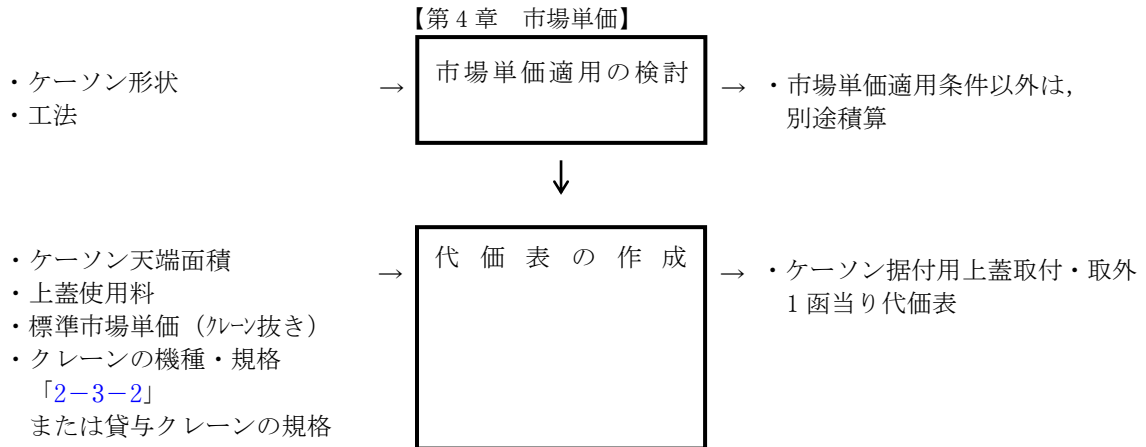 【第4章　市場単価】
・ケーソン形状
・工法
→
市場単価適用の検討
→
・市場単価適用条件以外は，
別途積算
↓
・ケーソン天端面積
・上蓋使用料
・標準市場単価（ｸﾚｰﾝ抜き）
・クレーンの機種・規格
「2－3－2」
または貸与クレーンの規格
→
代価表の作成
→
・ケーソン据付用上蓋取付・取外
1函当り代価表